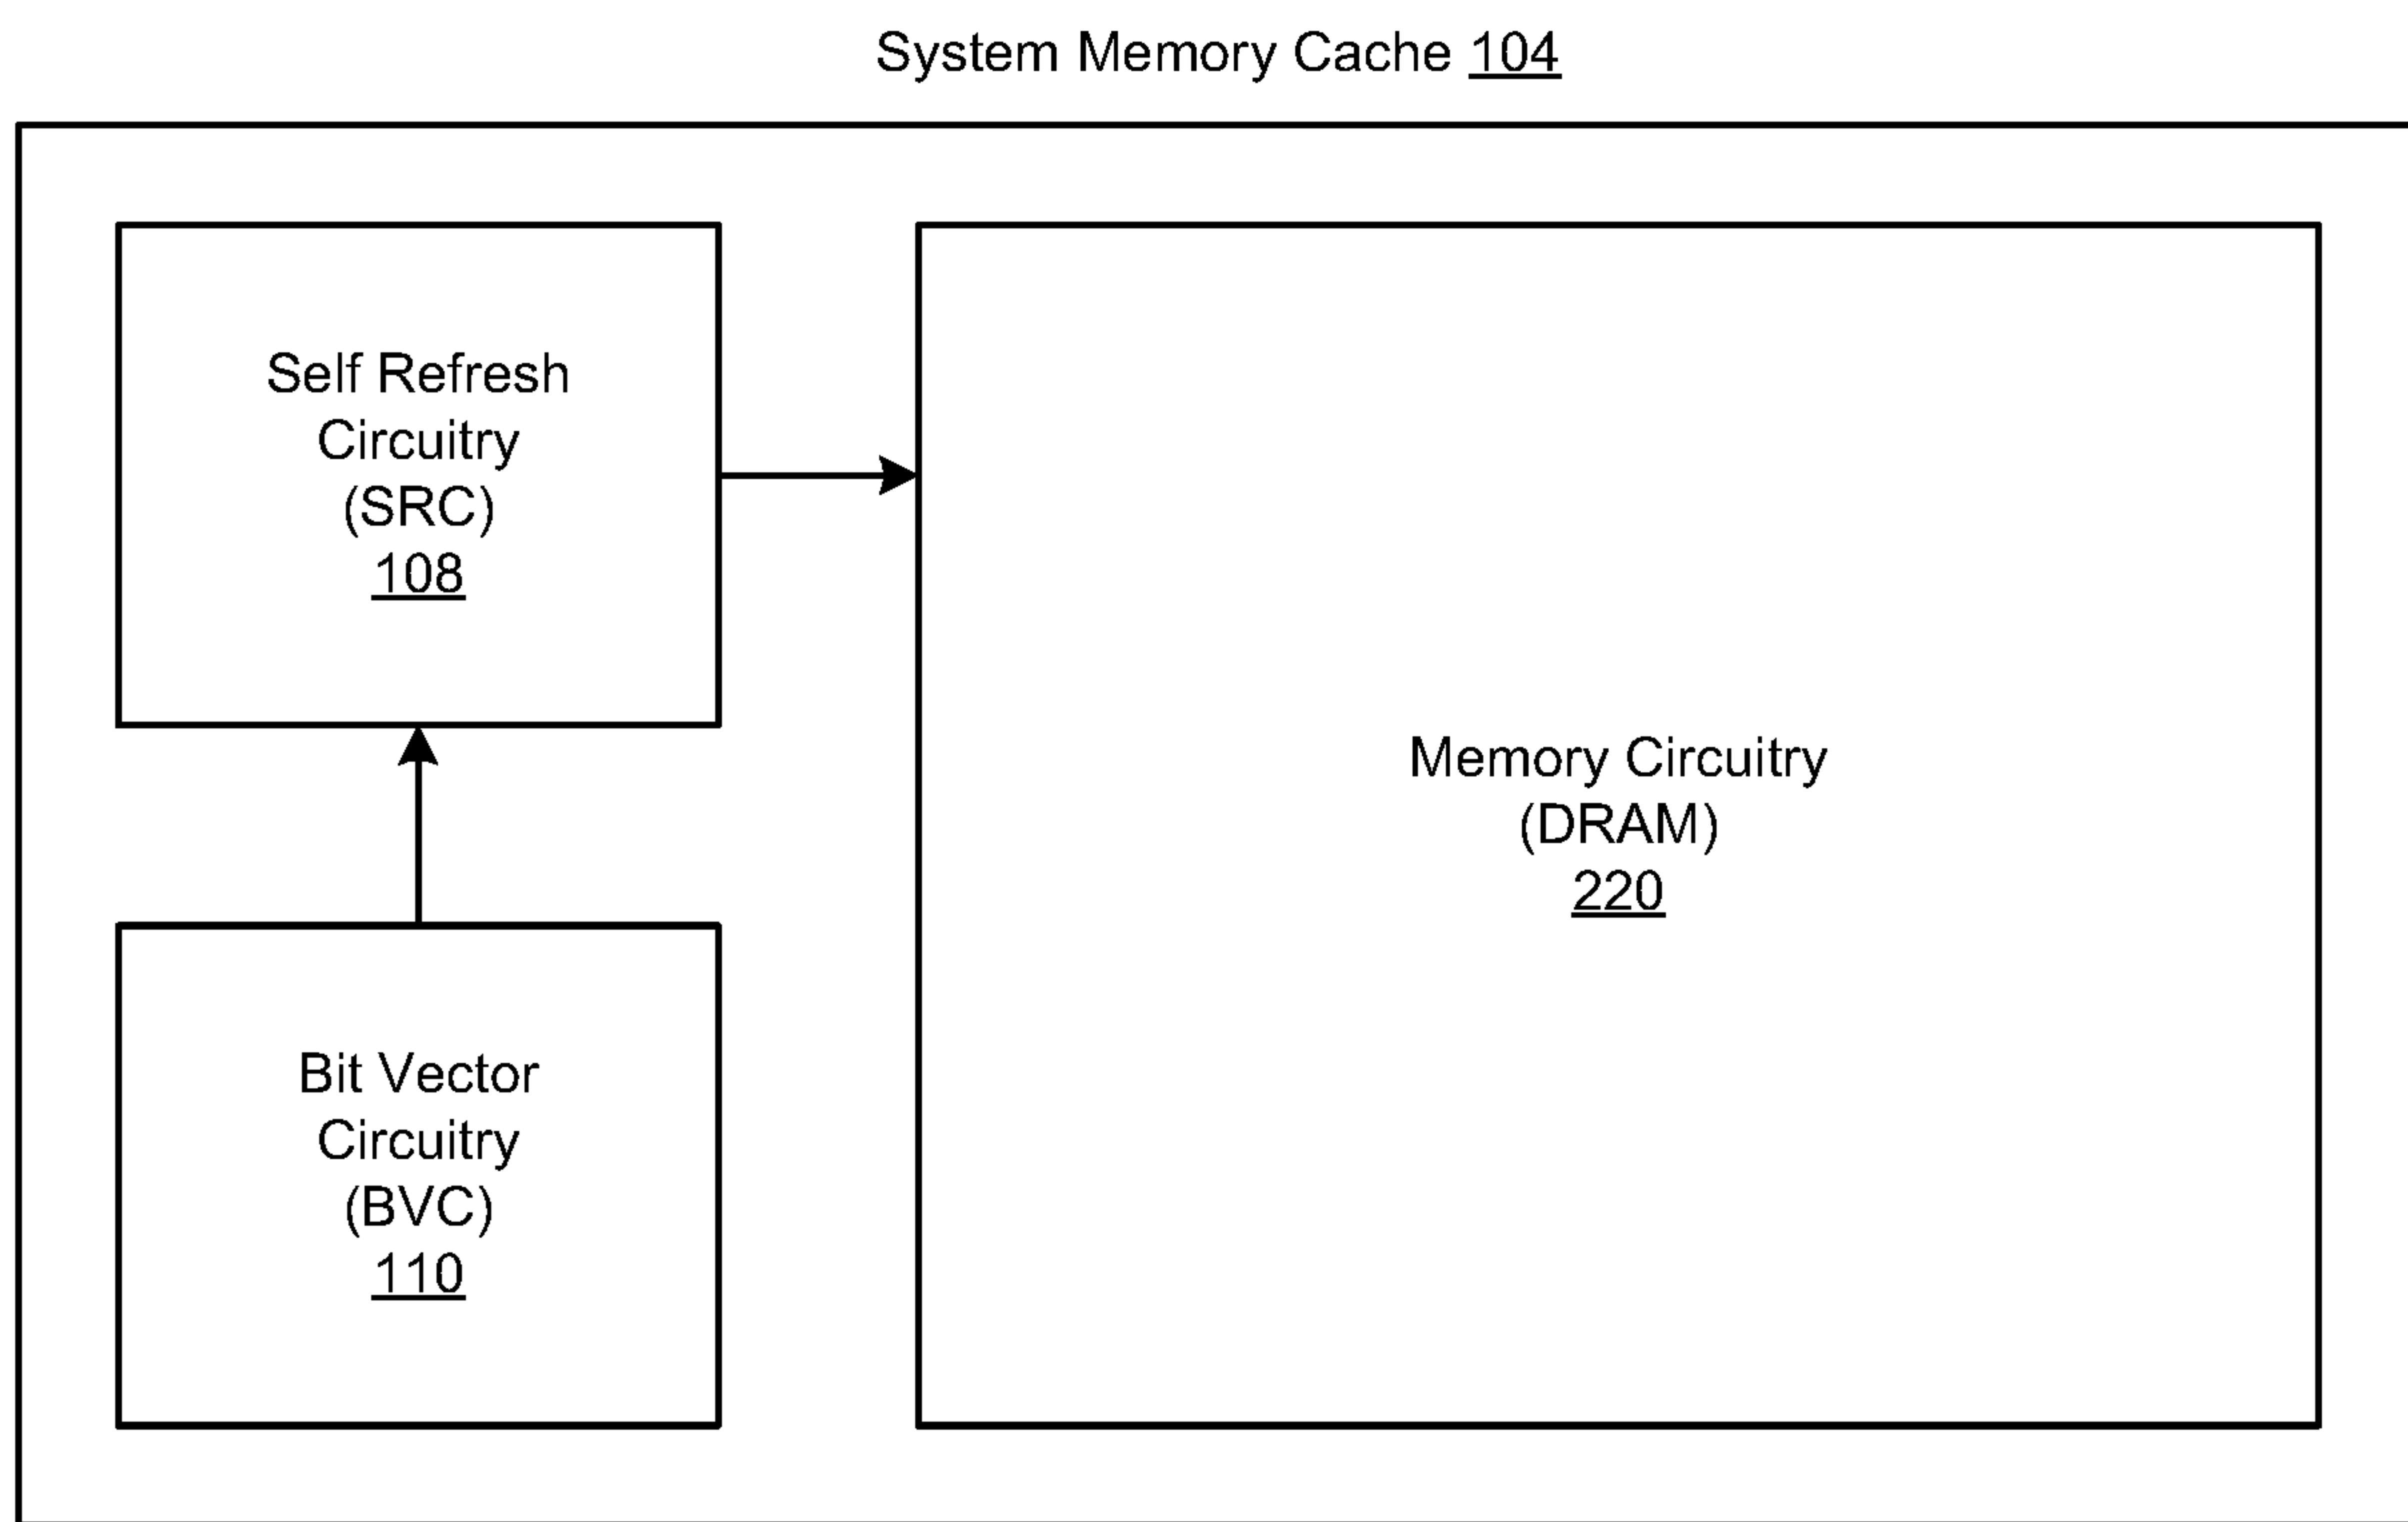 System Memory Cache 104
Self Refresh
Circuitry
(SRC)
108
Memory Circuitry
(DRAM)
220
Bit Vector
Circuitry
(BVC)
110